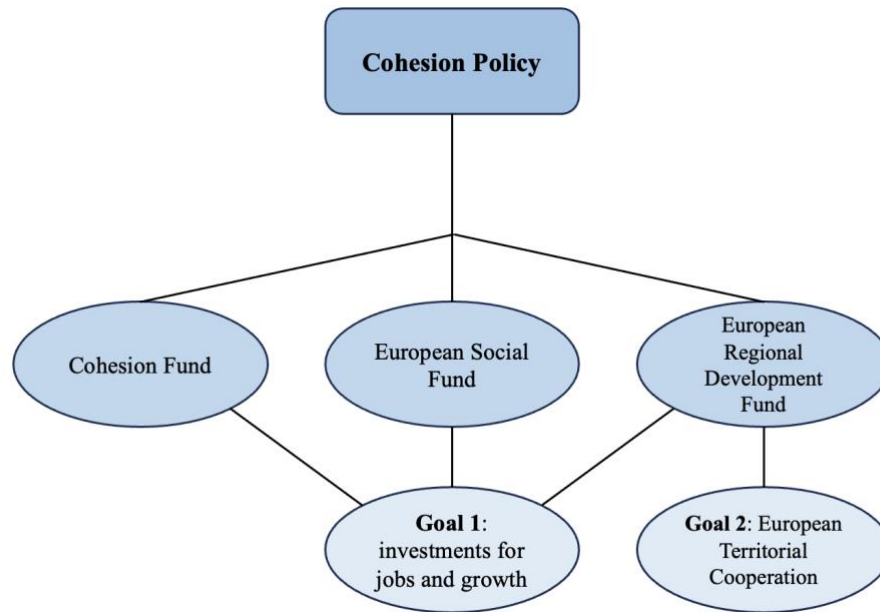 Cohesion Policy
Cohesion Fund
European Social
Fund
European
Regional
Development
Fund
Goal 1:
investments for
jobs and growth
Goal 2: European
Territorial
Cooperation